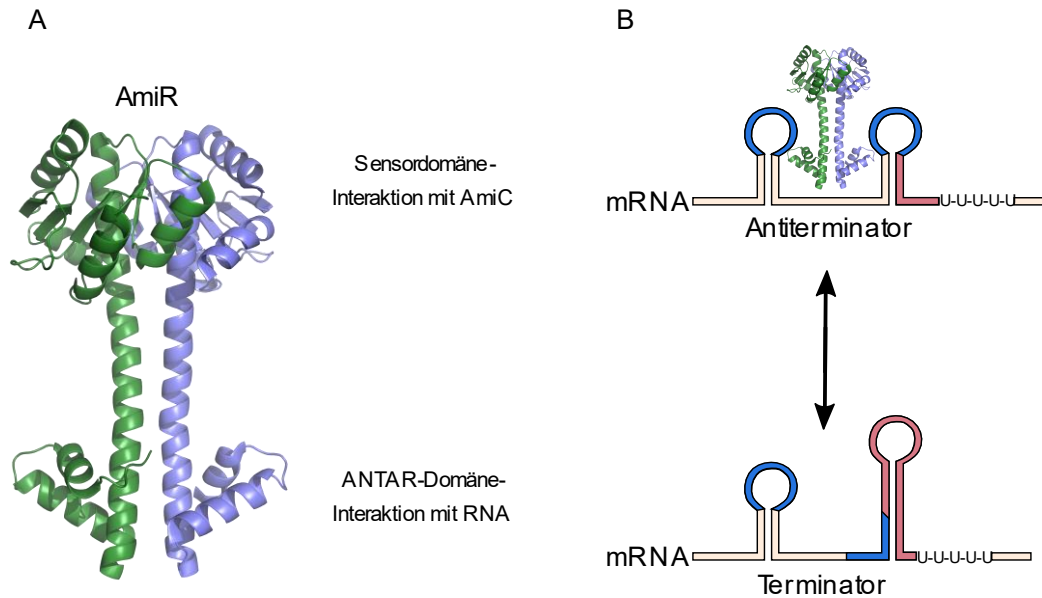 A
AmiR
Sensordomäne-
Interaktion mit AmiC
ANTAR-Domäne-
Interaktion mit RNA
B
mRNA
U-U-U-U-U
Antiterminator
mRNA
U-U-U-U-U
Terminator